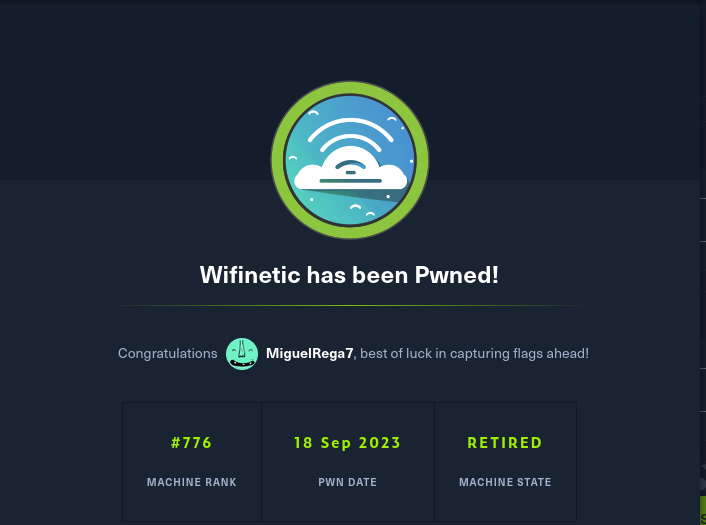 Wifinetic has been Pwned!
Congratulations MiguelRega7, best of luck in capturing flags ahead!
#776 18 Sep 2023 RETIRED
MACHINE RANK PWN DATE MACHINE STATE